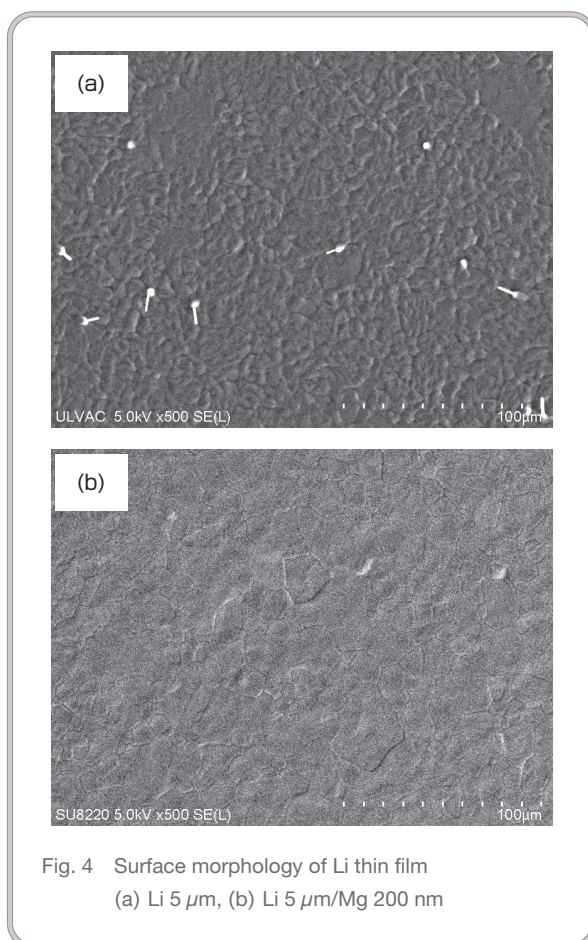 (a)
ULVAC 5.0kV x500 SE(L)
100μm
(b)
SU8220 5.0kV x500 SE(L)
100μm
Fig. 4 Surface morphology of Li thin film
(a) Li 5 μm, (b) Li 5 μm/Mg 200 nm